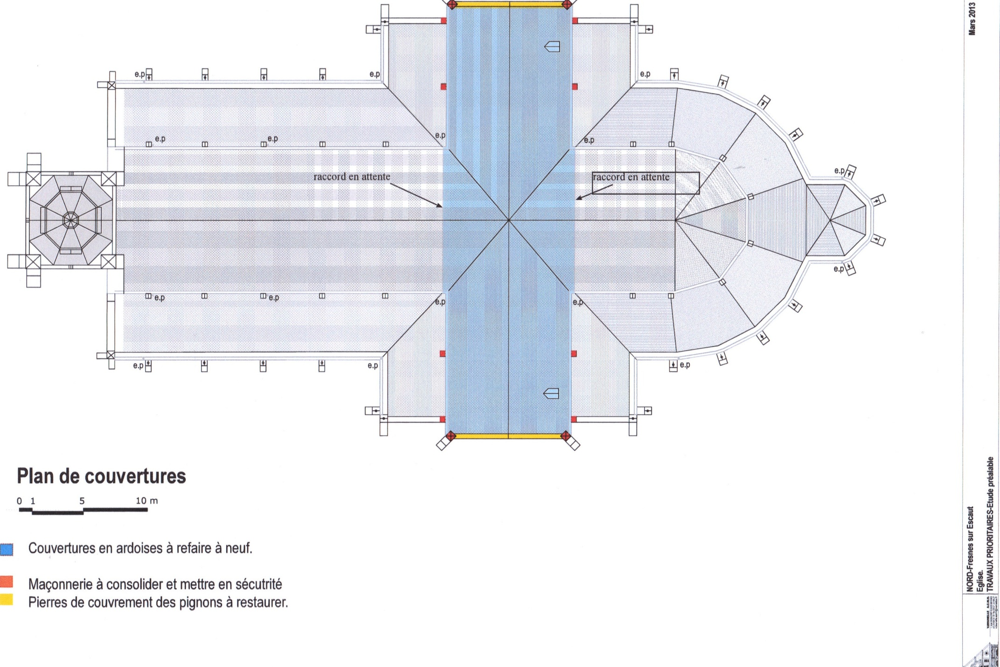 Mars 2013
e.p
e.p
e.p
e.p
e.p
e.p
e.p
raccord en attente
raccord en attente
e.p
e.p
e.p
e.p
e.p
e.p
e.p
e.p
e.p
Plan de couvertures
0 1 5 10 m
Couvertures en ardoises à refaire à neuf.
Maçonnerie à consolider et mettre en sécutrité
Pierres de couvrement des pignons à restaurer.
NORD-Fresnes sur Escaut
Eglise.
TRAVAUX PRIORITAIRES-Etude préalable